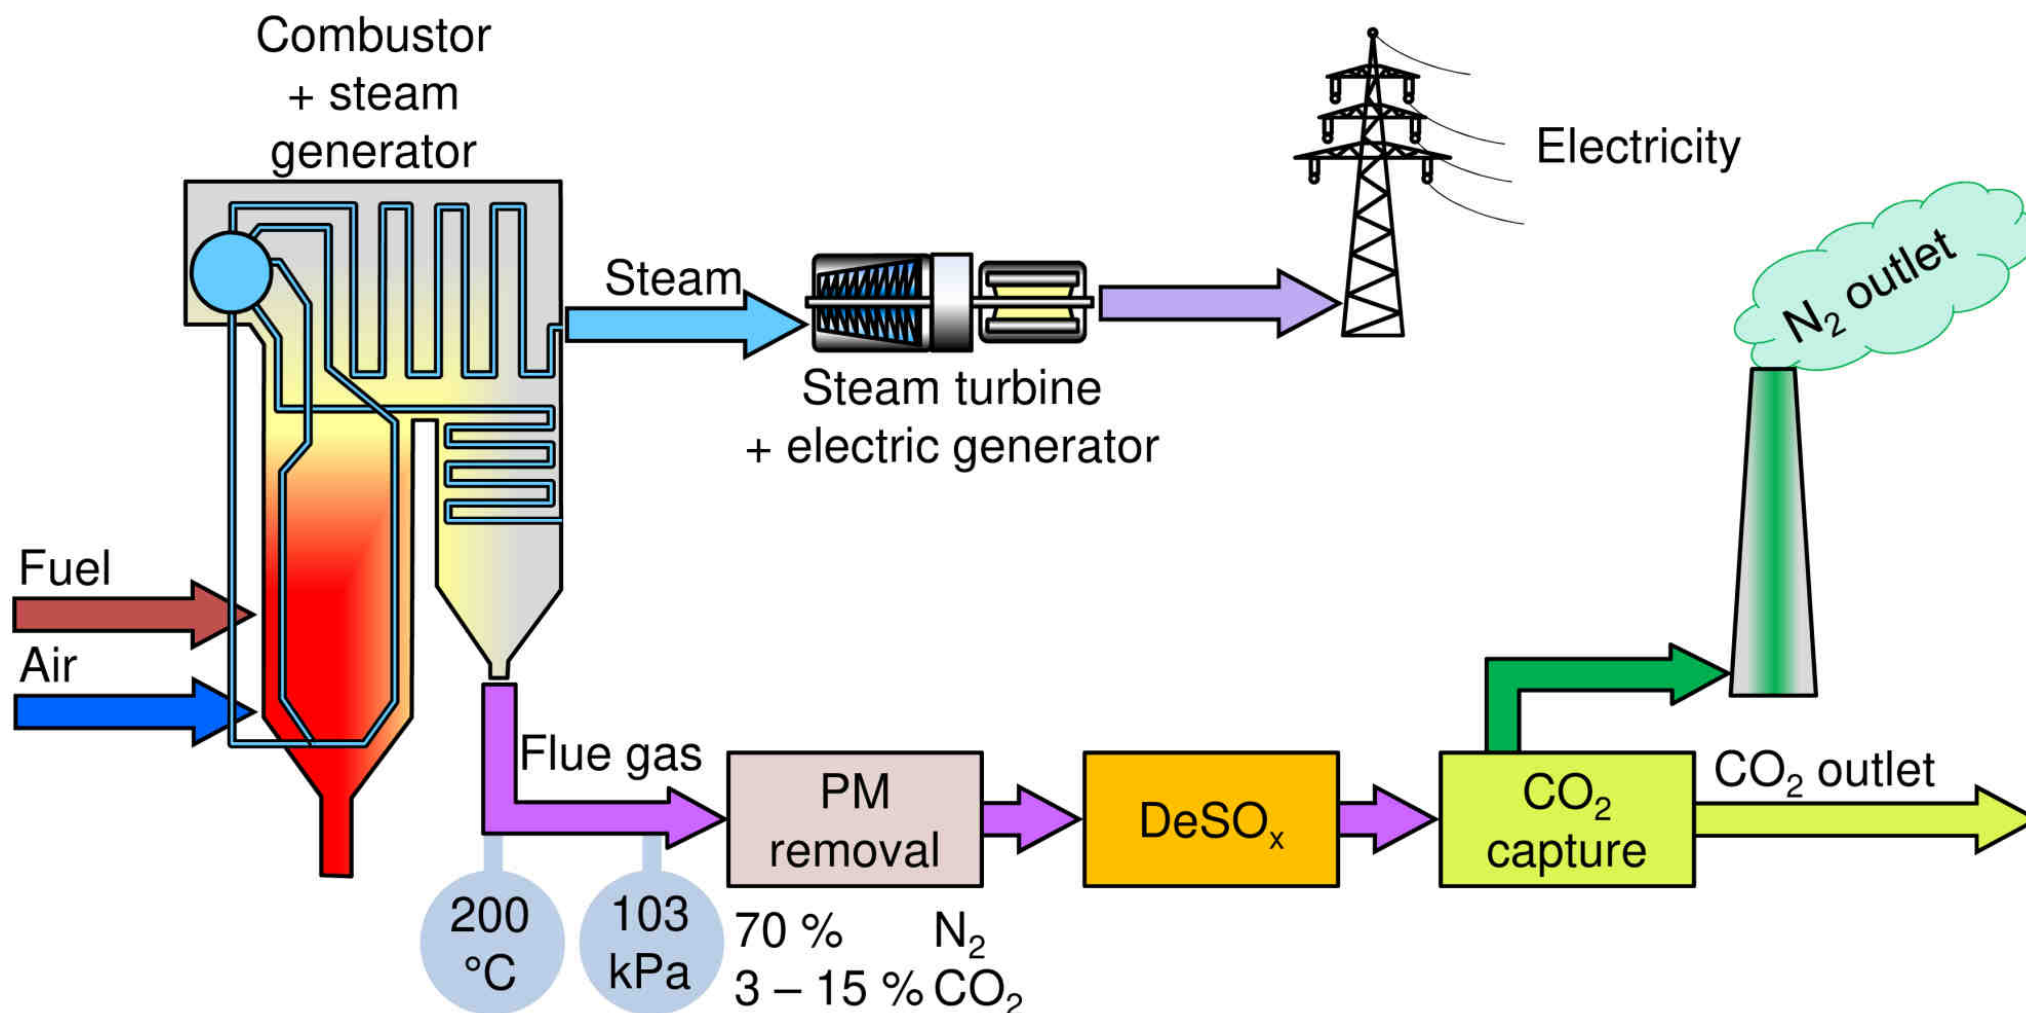 Combustor
+ steam
generator
Electricity
N₂ outlet
Steam
Steam turbine
+ electric generator
Fuel
Air
Flue gas
PM
removal
DeSOₓ
CO₂
capture
CO₂ outlet
200
°C
103
kPa
70 % N₂
3 – 15 % CO₂